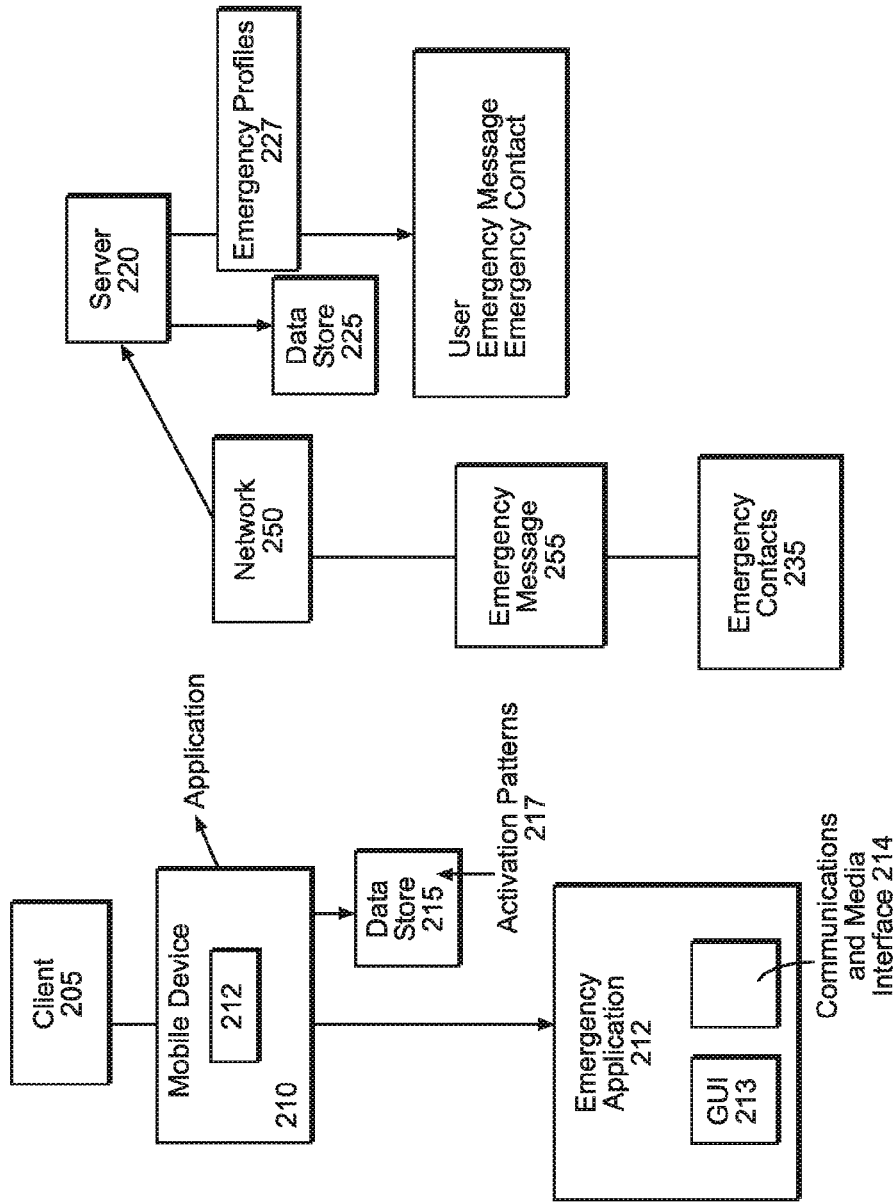 Client
205
Mobile Device
212
210
Application
Data
Store
215
Activation Patterns
217
Emergency
Application
212
GUI
213
Communications
and Media
Interface 214
Network
250
Emergency
Message
255
Emergency
Contacts
235
Server
220
Data
Store
225
Emergency Profiles
227
User
Emergency Message
Emergency Contact